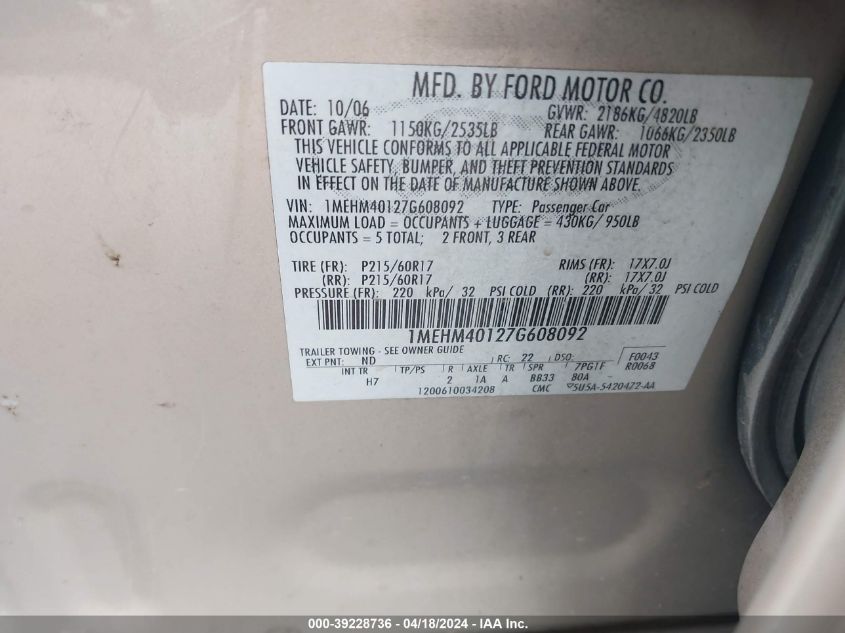 MFD. BY FORD MOTOR CO.
DATE: 10/06 GVWR: 2186KG/4820LB
FRONT GAWR: 1150KG/2535LB REAR GAWR: 1066KG/2350LB
THIS VEHICLE CONFORMS TO ALL APPLICABLE FEDERAL MOTOR
VEHICLE SAFETY, BUMPER, AND THEFT PREVENTION STANDARDS
IN EFFECT ON THE DATE OF MANUFACTURE SHOWN ABOVE.
VIN: 1MEHM40127G608092 TYPE: Passenger Car
MAXIMUM LOAD = OCCUPANTS + LUGGAGE = 430KG/950LB
OCCUPANTS = 5 TOTAL; 2 FRONT, 3 REAR
TIRE (FR): P215/60R17 RIMS (FR): 17X7.0J
(RR): P215/60R17 (RR): 17X7.0J
PRESSURE (FR): 220 kPa/ 32 PSI COLD (RR): 220 kPa/ 32 PSI COLD
1MEHM40127G608092
TRAILER TOWING - SEE OWNER GUIDE
EXT PNT: ND RC: 22 DSO: F0043
INT TR TP/PS R AXLE TR SPR 7PGTF R0068
H7 2 1A A BB33 80A
1200610034208 CMC 5U5A-5420472-AA
000-39228736 - 04/18/2024 - IAAI.COM